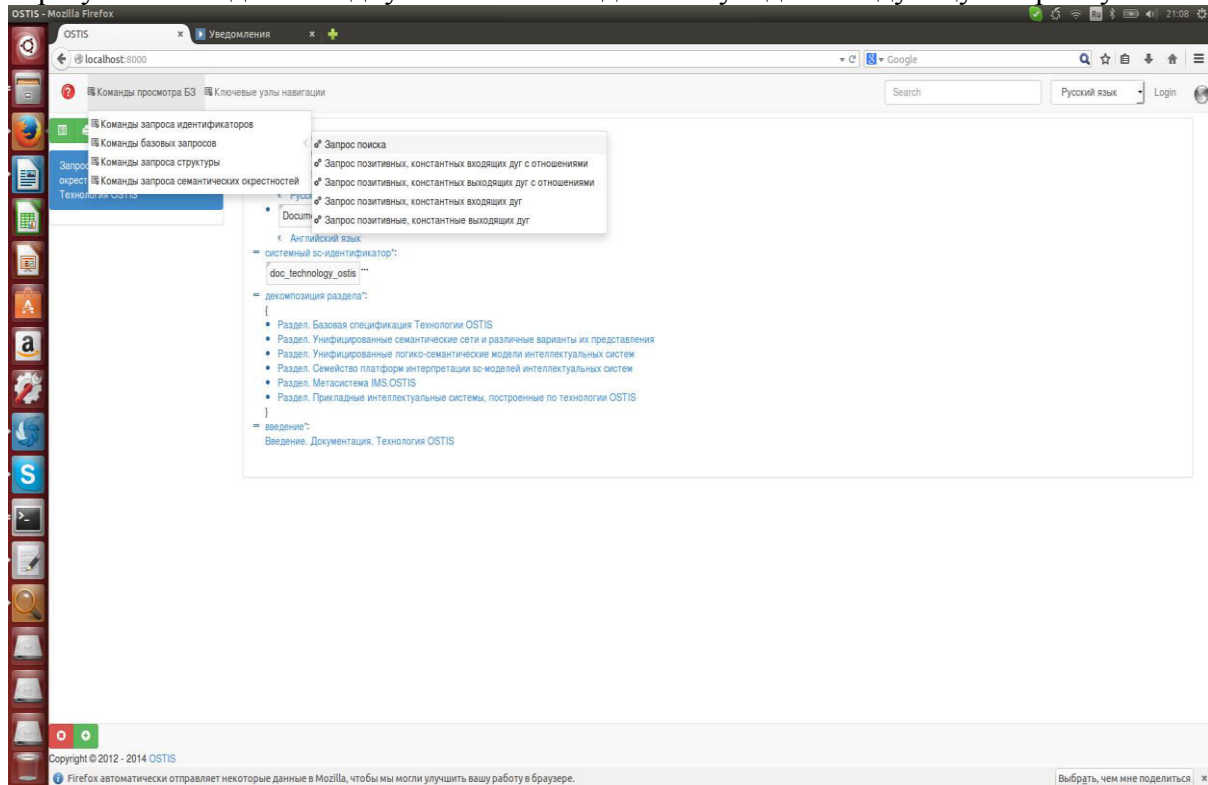 OSTIS - Mozilla Firefox
Ru
21:08
OSTIS x Уведомления x
localhost:8000
Google
Команды просмотра БЗ Ключевые узлы навигации
Search
Русский язык
Login
Команды запроса идентификаторов
Команды базовых запросов
Команды запроса структуры
Команды запроса семантических окрестностей
Запрос поиска
Запрос позитивных, константных входящих дуг с отношениями
Запрос позитивных, константных выходящих дуг с отношениями
Запрос позитивных, константных входящих дуг
Запрос позитивные, константные выходящих дуг
Технология OSTIS
Английский язык
системный sc-идентификатор*:
doc_technology_ostis ...
декомпозиция раздела*:
{
• Раздел. Базовая спецификация Технологии OSTIS
• Раздел. Унифицированные семантические сети и различные варианты их представления
• Раздел. Унифицированные логико-семантические модели интеллектуальных систем
• Раздел. Семейство платформ интерпретации sc-моделей интеллектуальных систем
• Раздел. Метасистема IMS.OSTIS
• Раздел. Прикладные интеллектуальные системы, построенные по технологии OSTIS
}
введение*:
Введение. Документация. Технология OSTIS
Copyright © 2012 - 2014 OSTIS
Firefox автоматически отправляет некоторые данные в Mozilla, чтобы мы могли улучшить вашу работу в браузере.
Выбрать, чем мне поделиться x